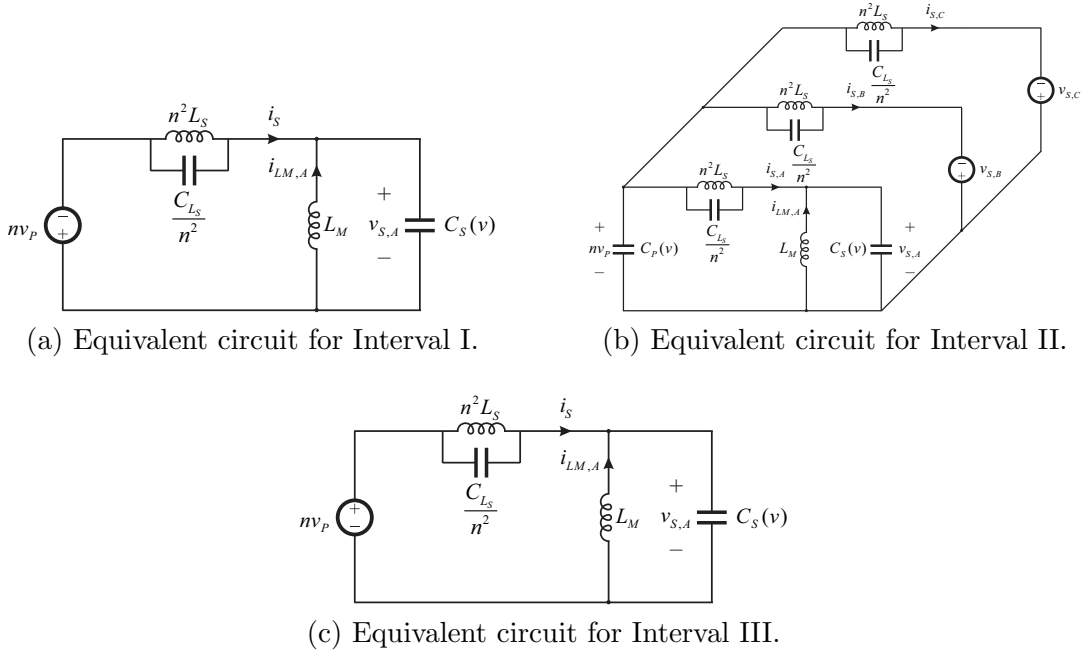 n²L_S
i_S
C_{L_S}/n²
i_{LM,A}
nv_P
−
+
L_M
+
v_{S,A}
−
C_S(v)
(a) Equivalent circuit for Interval I.
n²L_S
i_{S,C}
C_{L_S}/n²
−
+
v_{S,C}
n²L_S
i_{S,B}
C_{L_S}/n²
−
+
v_{S,B}
n²L_S
i_{S,A}
C_{L_S}/n²
i_{LM,A}
+
nv_P
−
C_P(v)
L_M
C_S(v)
+
v_{S,A}
−
(b) Equivalent circuit for Interval II.
n²L_S
i_S
C_{L_S}/n²
i_{LM,A}
nv_P
+
−
L_M
+
v_{S,A}
−
C_S(v)
(c) Equivalent circuit for Interval III.